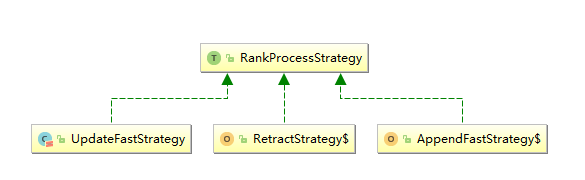 T RankProcessStrategy
C UpdateFastStrategy
O RetractStrategy$
O AppendFastStrategy$